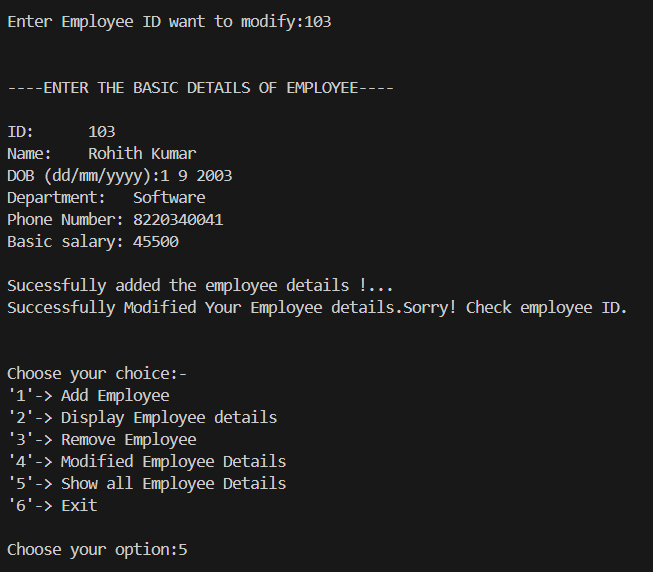 Enter Employee ID want to modify:103
----ENTER THE BASIC DETAILS OF EMPLOYEE----
ID:      103
Name:    Rohith Kumar
DOB (dd/mm/yyyy):1 9 2003
Department:   Software
Phone Number: 8220340041
Basic salary: 45500
Sucessfully added the employee details !...
Successfully Modified Your Employee details.Sorry! Check employee ID.
Choose your choice:-
'1'-> Add Employee
'2'-> Display Employee details
'3'-> Remove Employee
'4'-> Modified Employee Details
'5'-> Show all Employee Details
'6'-> Exit
Choose your option:5